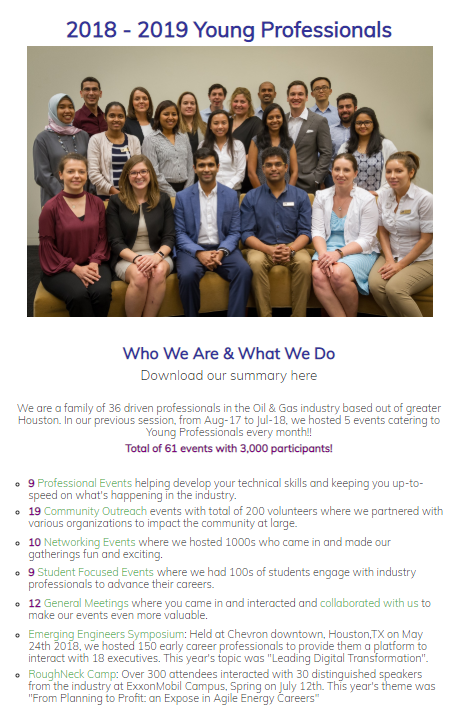 2018 - 2019 Young Professionals
Who We Are & What We Do
Download our summary here
We are a family of 36 driven professionals in the Oil & Gas industry based out of greater
Houston. In our previous session, from Aug-17 to Jul-18, we hosted 5 events catering to
Young Professionals every month!!
Total of 61 events with 3,000 participants!
9 Professional Events helping develop your technical skills and keeping you up-to-
speed on what's happening in the industry.
19 Community Outreach events with total of 200 volunteers where we partnered with
various organizations to impact the community at large.
10 Networking Events where we hosted 1000s who came in and made our
gatherings fun and exciting.
9 Student Focused Events where we had 100s of students engage with industry
professionals to advance their careers.
12 General Meetings where you came in and interacted and collaborated with us to
make our events even more valuable.
Emerging Engineers Symposium: Held at Chevron downtown, Houston,TX on May
24th 2018, we hosted 150 early career professionals to provide them a platform to
interact with 18 executives. This year's topic was "Leading Digital Transformation".
RoughNeck Camp: Over 300 attendees interacted with 30 distinguished speakers
from the industry at ExxonMobil Campus, Spring on July 12th. This year's theme was
"From Planning to Profit: an Expose in Agile Energy Careers"